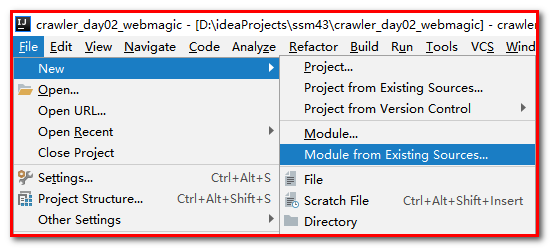 crawler_day02_webmagic - [D:\ideaProjects\ssm43\crawler_day02_webmagic] - crawler
File Edit View Navigate Code Analyze Refactor Build Run Tools VCS Wind
New
Open...
Open URL...
Open Recent
Close Project
Settings... Ctrl+Alt+S
Project Structure... Ctrl+Alt+Shift+S
Other Settings
Project...
Project from Existing Sources...
Project from Version Control
Module...
Module from Existing Sources...
File
Scratch File Ctrl+Alt+Shift+Insert
Directory